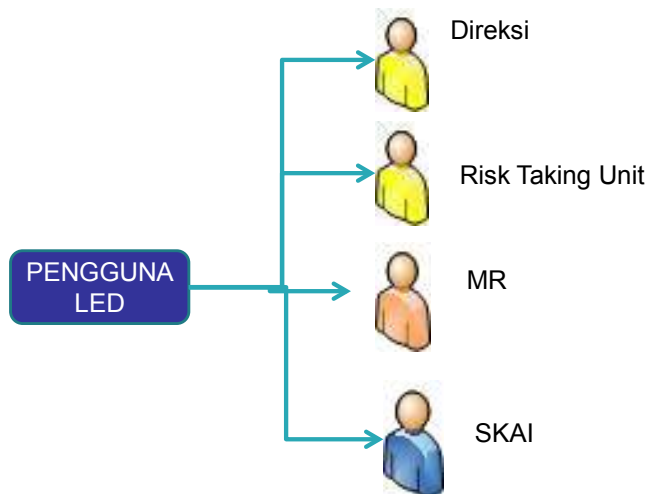 Direksi
Risk Taking Unit
PENGGUNA
LED
MR
SKAI